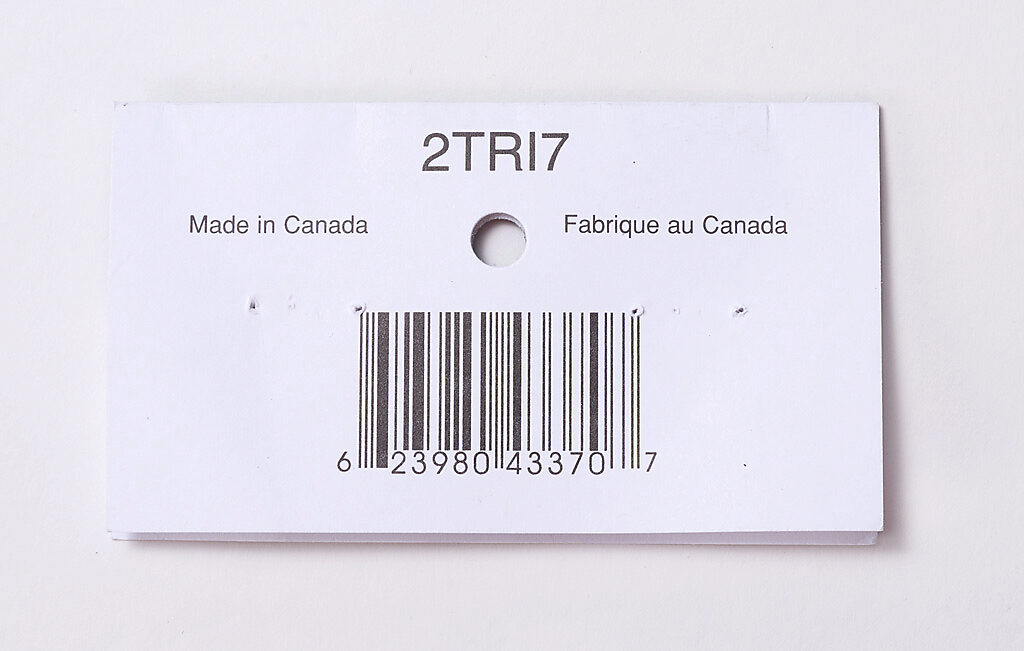 2TRI7
Made in Canada
Fabrique au Canada
6 23980 43370 7